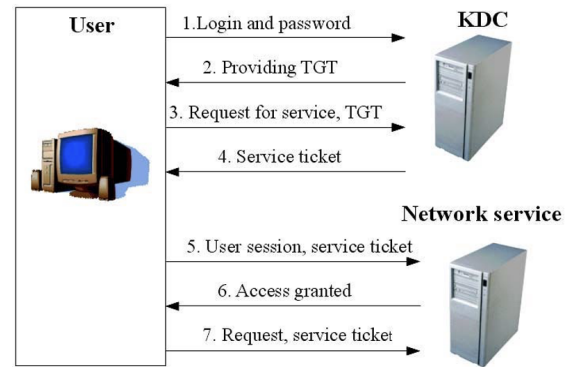 User
KDC
1.Login and password
2. Providing TGT
3. Request for service, TGT
4. Service ticket
Network service
5. User session, service ticket
6. Access granted
7. Request, service ticket